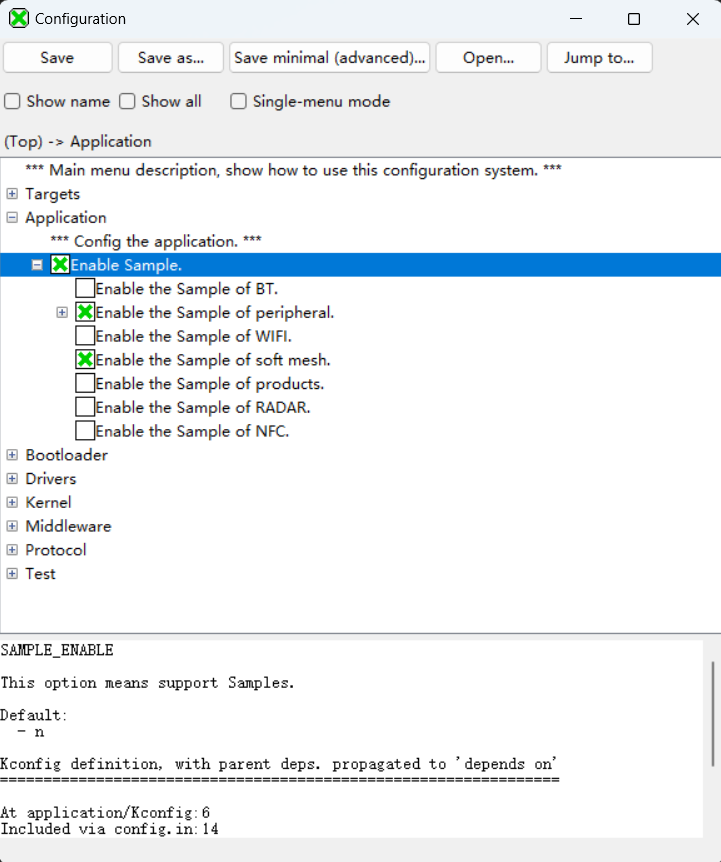 Configuration
Save Save as... Save minimal (advanced)... Open... Jump to...
Show name Show all Single-menu mode
(Top) -> Application
*** Main menu description, show how to use this configuration system. ***
Targets
Application
*** Config the application. ***
Enable Sample.
Enable the Sample of BT.
Enable the Sample of peripheral.
Enable the Sample of WIFI.
Enable the Sample of soft mesh.
Enable the Sample of products.
Enable the Sample of RADAR.
Enable the Sample of NFC.
Bootloader
Drivers
Kernel
Middleware
Protocol
Test
SAMPLE_ENABLE
This option means support Samples.
Default:
- n
Kconfig definition, with parent deps. propagated to 'depends on'
================================================================
At application/Kconfig:6
Included via config.in:14